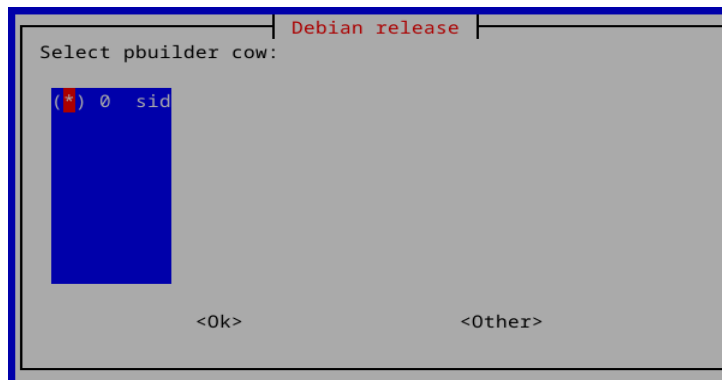 Debian release
Select pbuilder cow:
(*) 0 sid
<Ok> <Other>